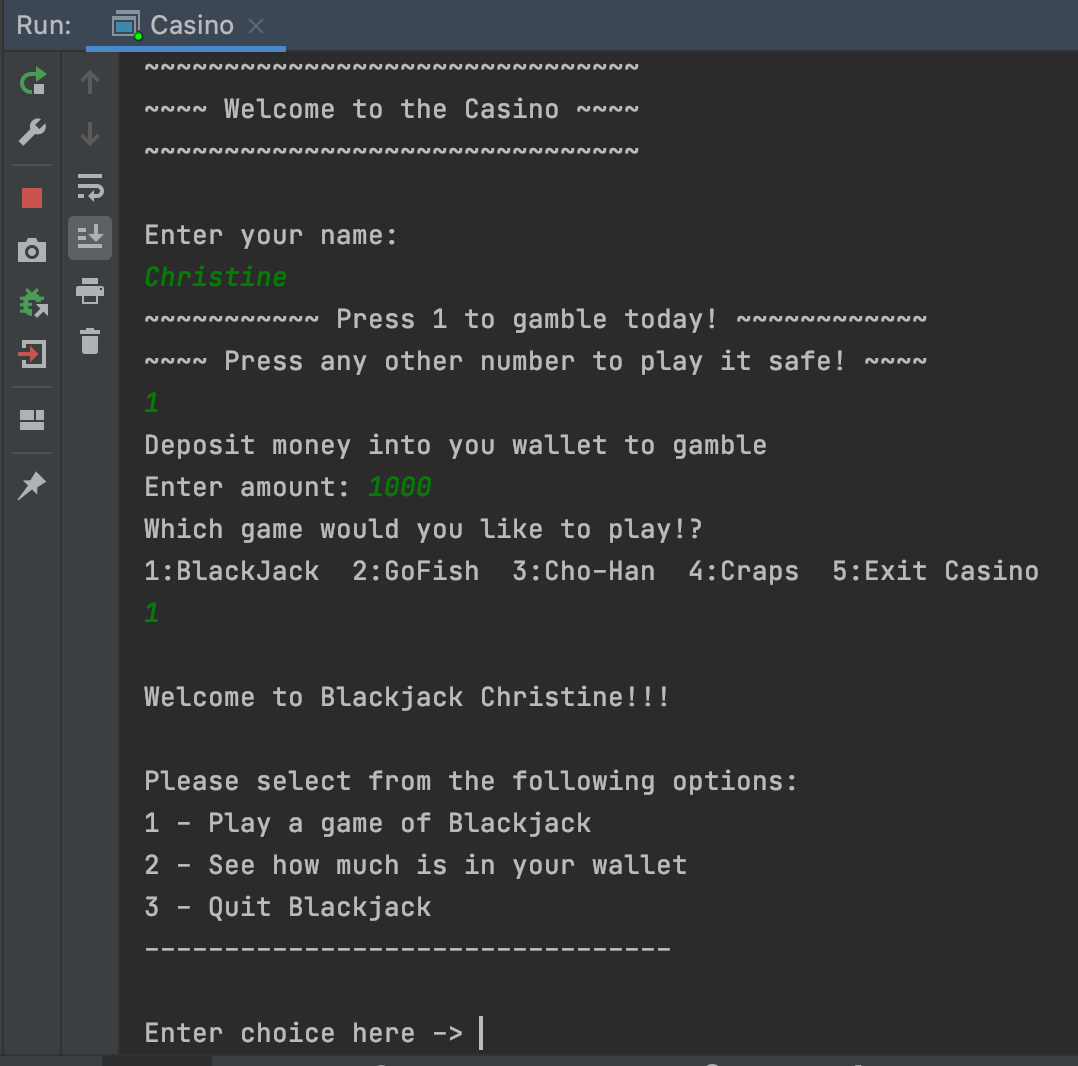 Run: Casino
~~~~~~~~~~~~~~~~~~~~~~~~~~~~~~~
~~~~ Welcome to the Casino ~~~~
~~~~~~~~~~~~~~~~~~~~~~~~~~~~~~~
Enter your name:
Christine
~~~~~~~~~~~ Press 1 to gamble today! ~~~~~~~~~~~~
~~~~ Press any other number to play it safe! ~~~~
1
Deposit money into you wallet to gamble
Enter amount: 1000
Which game would you like to play!?
1:BlackJack  2:GoFish  3:Cho-Han  4:Craps  5:Exit Casino
1
Welcome to Blackjack Christine!!!
Please select from the following options:
1 - Play a game of Blackjack
2 - See how much is in your wallet
3 - Quit Blackjack
---------------------------------
Enter choice here ->